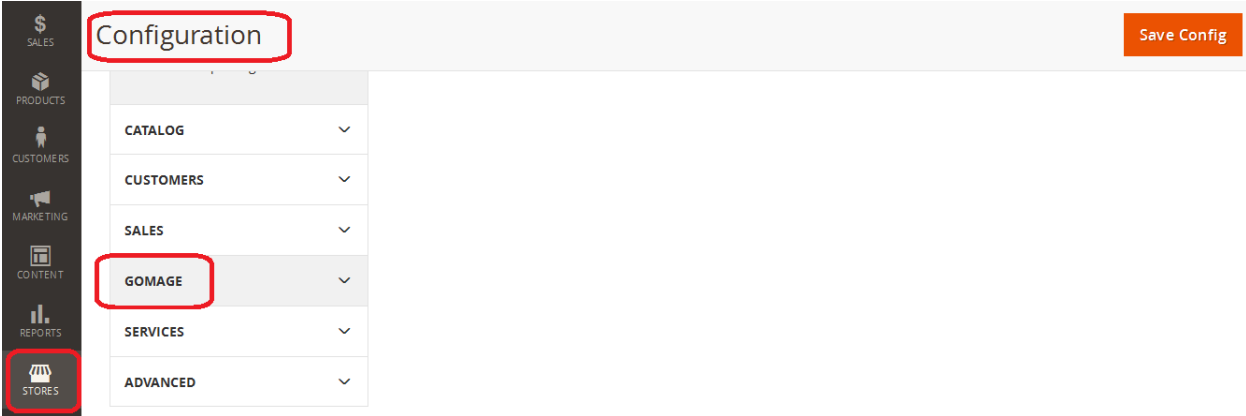 $
SALES
PRODUCTS
CUSTOMERS
MARKETING
CONTENT
REPORTS
STORES
Configuration
Save Config
CATALOG
CUSTOMERS
SALES
GOMAGE
SERVICES
ADVANCED